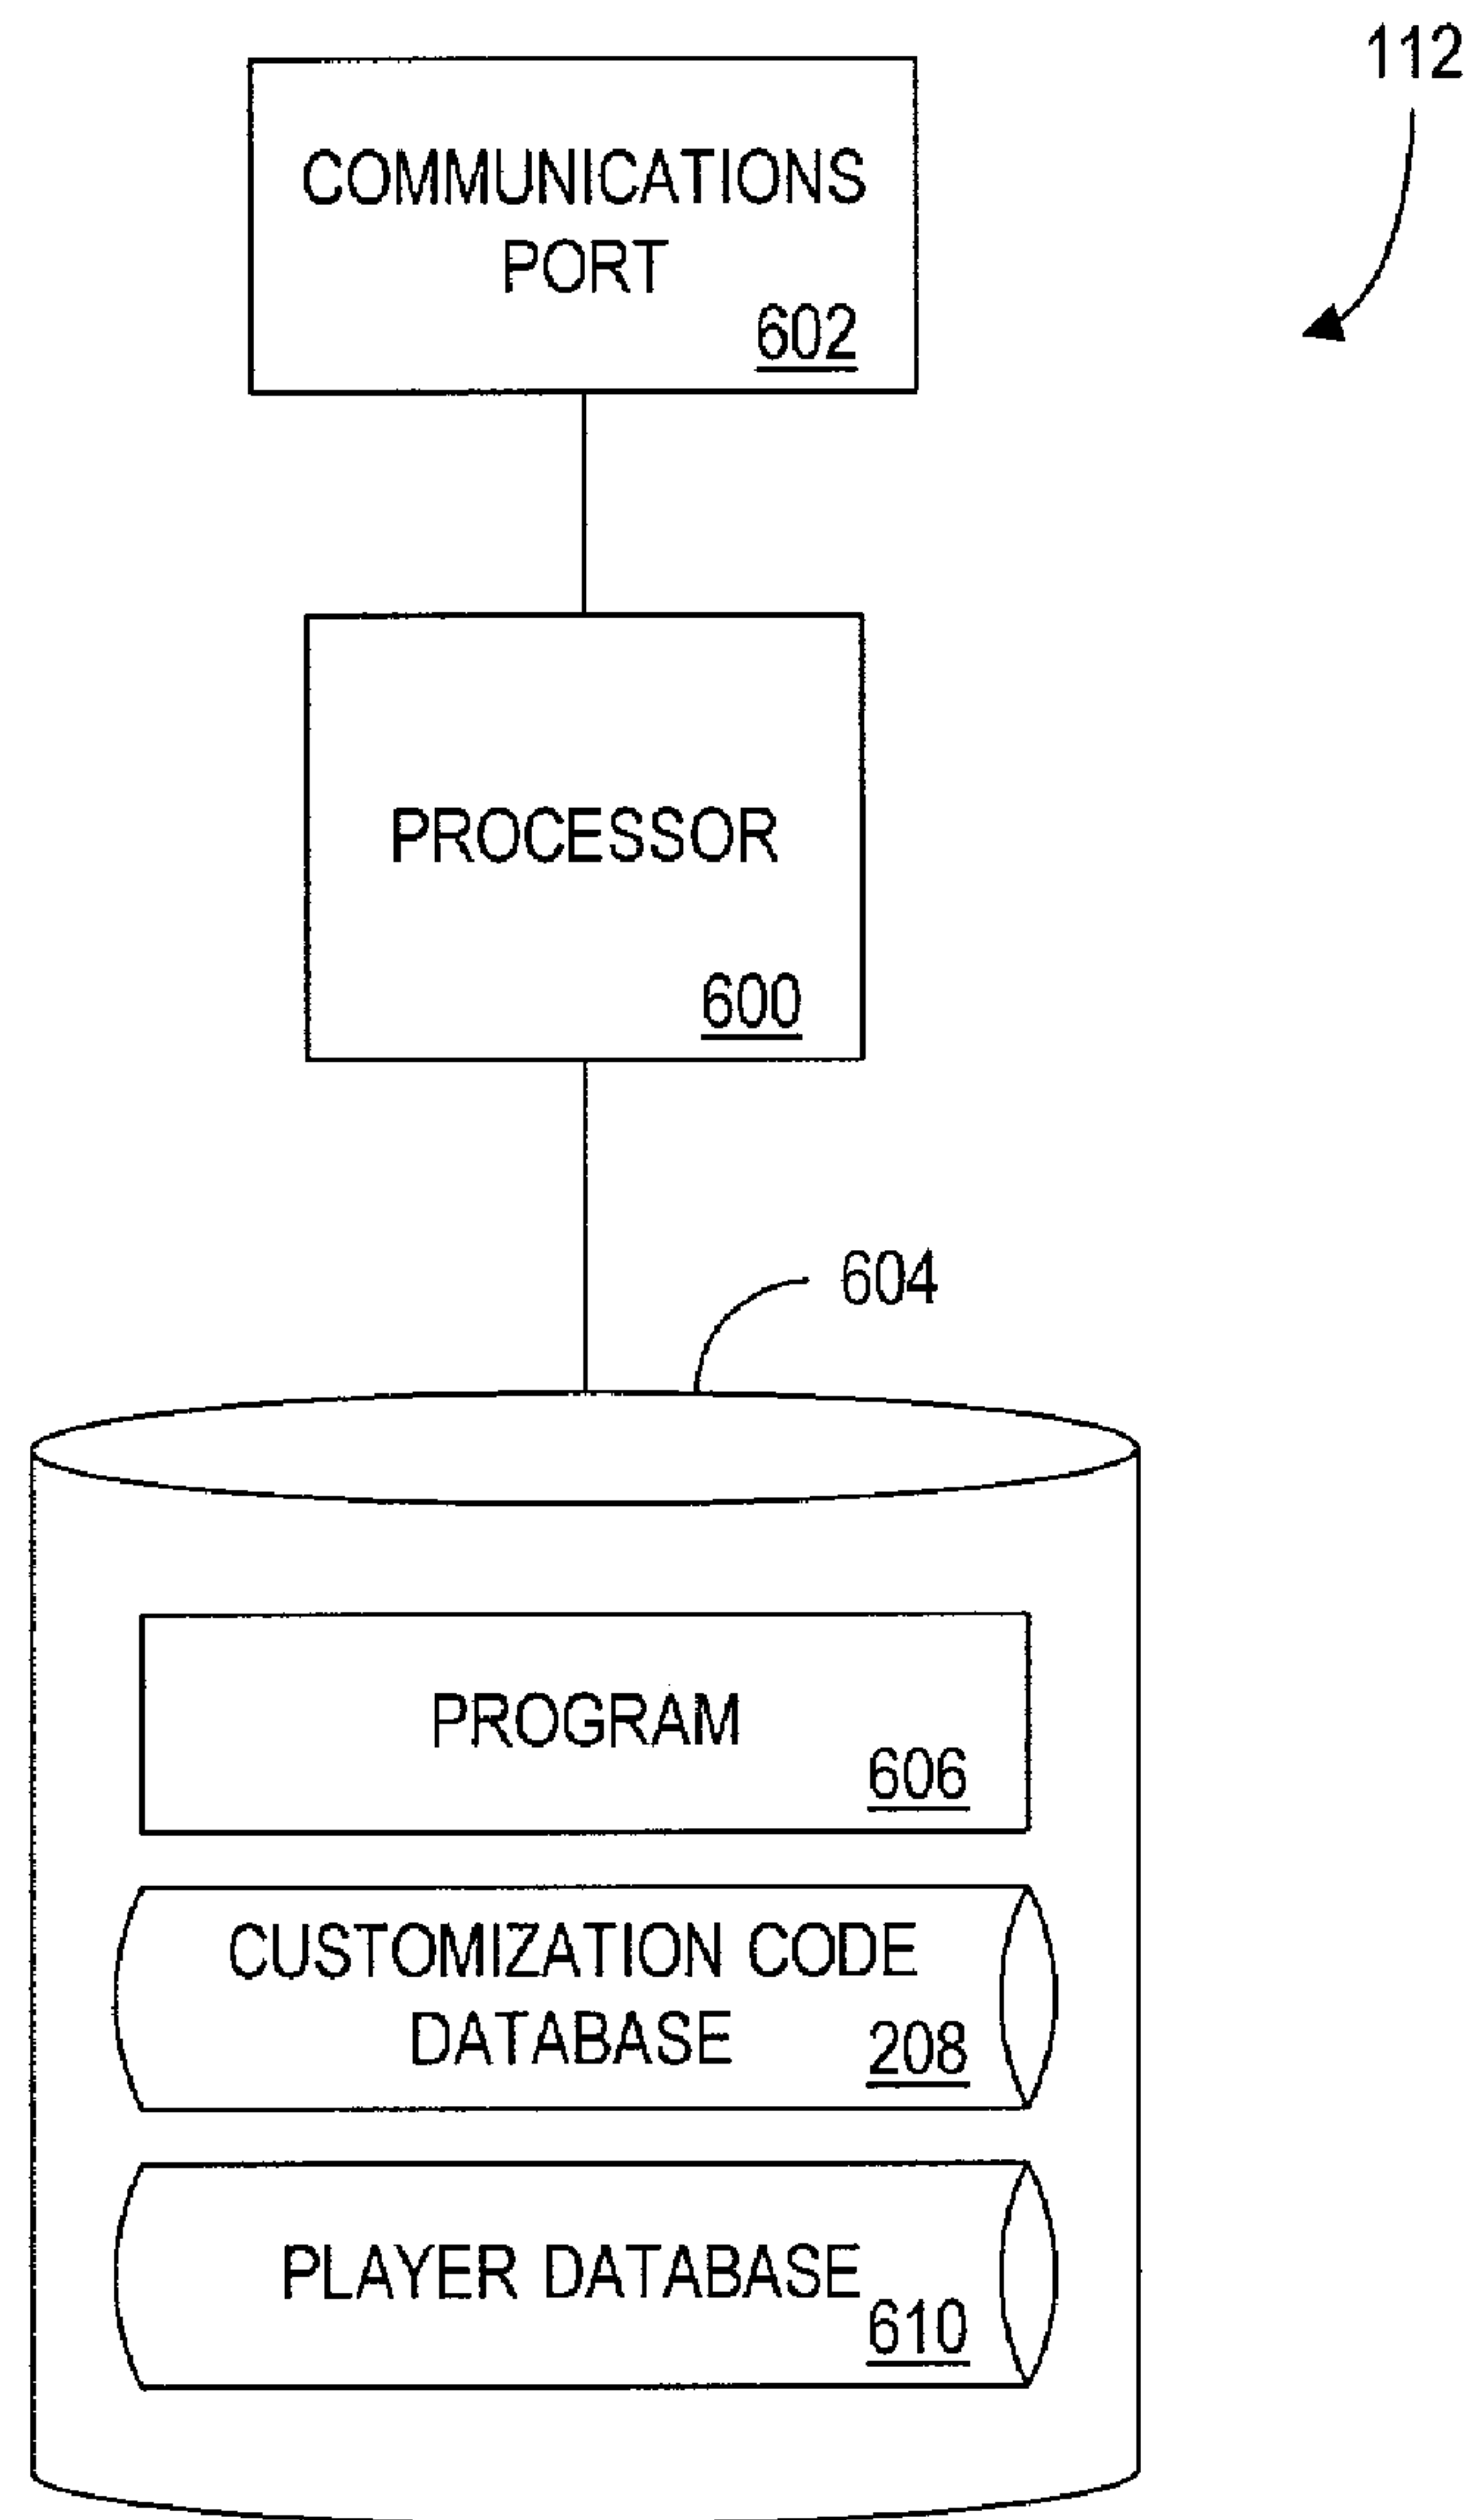 112
COMMUNICATIONS
PORT
602
PROCESSOR
600
604
PROGRAM
606
CUSTOMIZATION CODE
DATABASE
208
PLAYER DATABASE
610